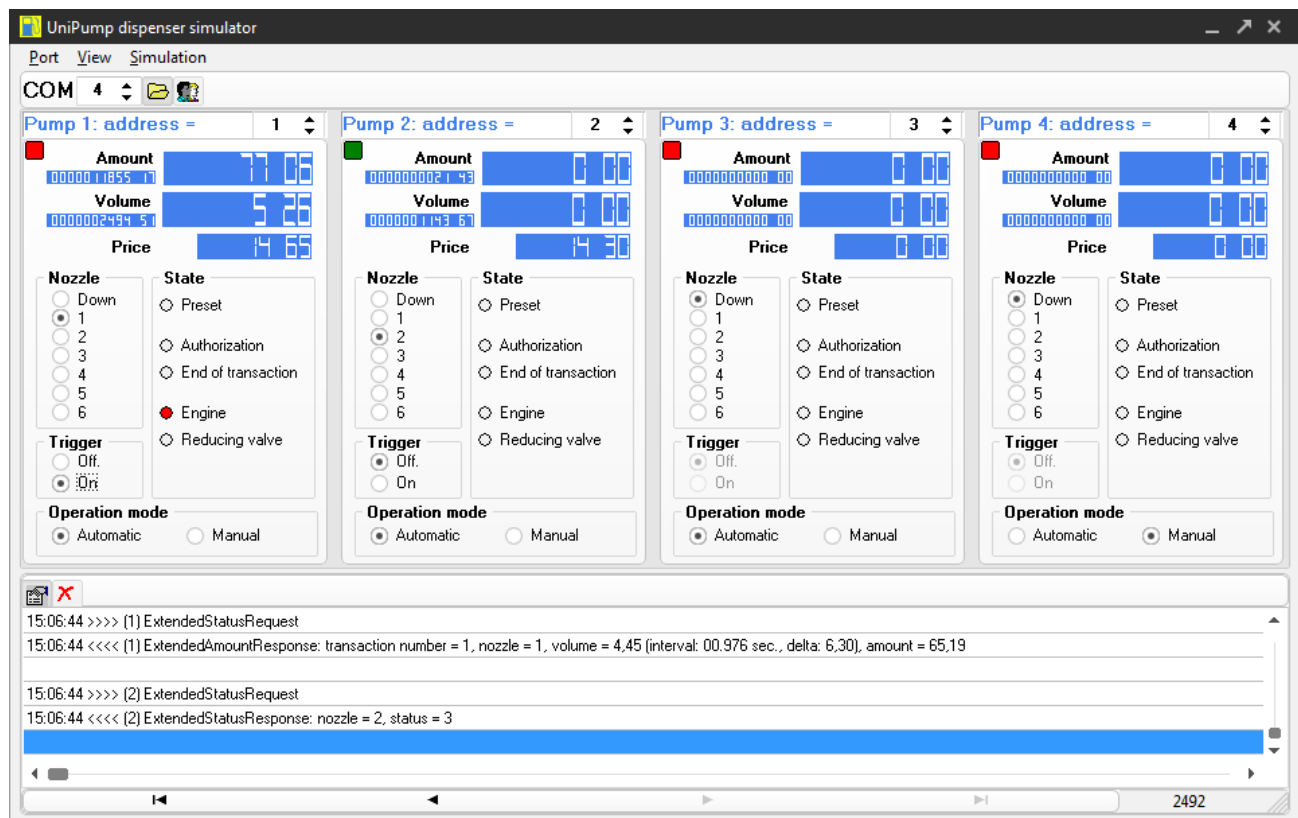 UniPump dispenser simulator
Port View Simulation
COM 4
Pump 1: address = 1
Amount
0000011855 17
77 06
Volume
0000002494 51
5 26
Price
14 65
Nozzle
Down
1
2
3
4
5
6
State
Preset
Authorization
End of transaction
Engine
Reducing valve
Trigger
Off.
On
Operation mode
Automatic Manual
Pump 2: address = 2
Amount
0000000021 43
0 00
Volume
0000001143 67
0 00
Price
14 30
Nozzle
Down
1
2
3
4
5
6
State
Preset
Authorization
End of transaction
Engine
Reducing valve
Trigger
Off.
On
Operation mode
Automatic Manual
Pump 3: address = 3
Amount
0000000000 00
0 00
Volume
0000000000 00
0 00
Price
0 00
Nozzle
Down
1
2
3
4
5
6
State
Preset
Authorization
End of transaction
Engine
Reducing valve
Trigger
Off.
On
Operation mode
Automatic Manual
Pump 4: address = 4
Amount
0000000000 00
0 00
Volume
0000000000 00
0 00
Price
0 00
Nozzle
Down
1
2
3
4
5
6
State
Preset
Authorization
End of transaction
Engine
Reducing valve
Trigger
Off.
On
Operation mode
Automatic Manual
15:06:44 >>>> (1) ExtendedStatusRequest
15:06:44 <<<< (1) ExtendedAmountResponse: transaction number = 1, nozzle = 1, volume = 4,45 (interval: 00.976 sec., delta: 6,30), amount = 65,19
15:06:44 >>>> (2) ExtendedStatusRequest
15:06:44 <<<< (2) ExtendedStatusResponse: nozzle = 2, status = 3
2492